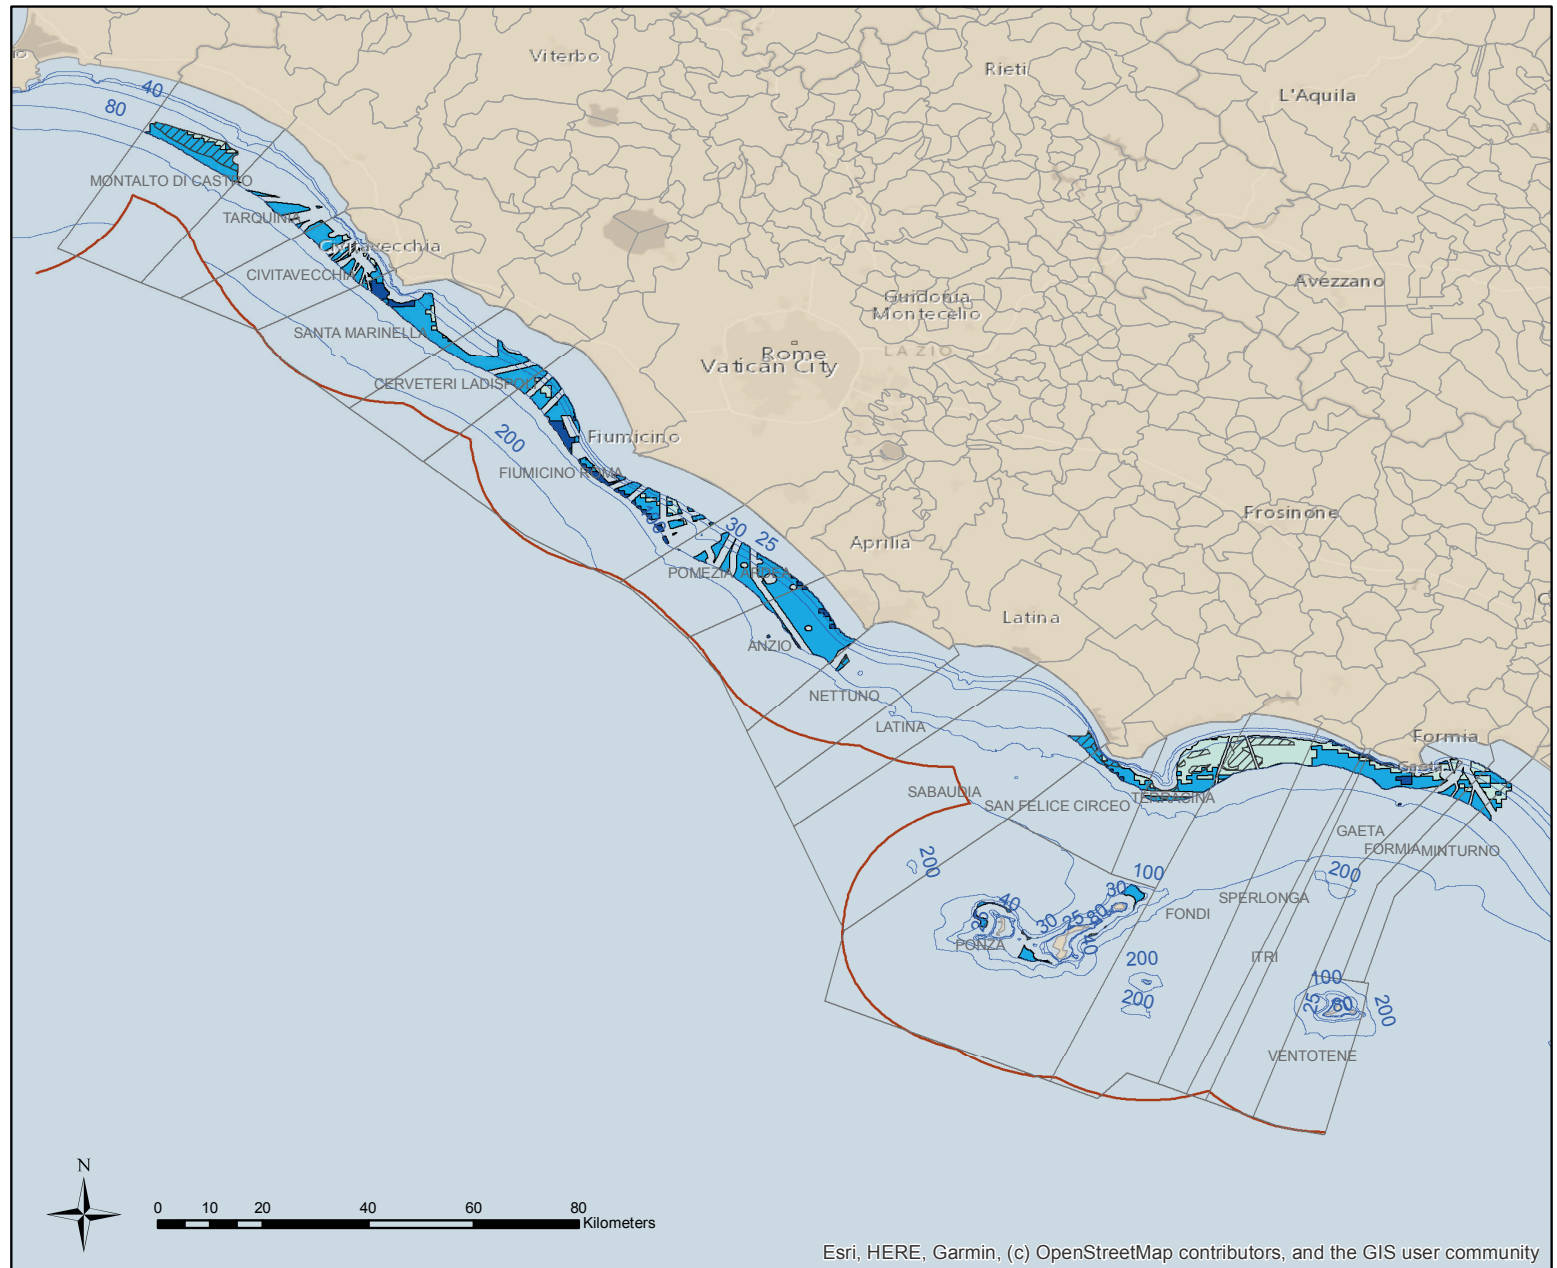 Viterbo
Rieti
L'Aquila
40
80
MONTALTO DI CASTRO
TARQUINIA
Civitavecchia
CIVITAVECCHIA
Avezzano
Guidonia
Montecelio
SANTA MARINELLA
Rome
LAZIO
Vatican City
CERVETERI LADISPOLI
200
Fiumicino
FIUMICINO ROMA
30
25
Frosinone
Aprilia
POMEZIA ARDEA
Latina
ANZIO
NETTUNO
LATINA
Formia
Gaeta
SABAUDIA
SAN FELICE CIRCEO
TERRACINA
GAETA
FORMIA
MINTURNO
200
100
200
30
40
30
25
80
SPERLONGA
FONDI
PONZA
40
200
ITRI
100
200
25
80
200
VENTOTENE
N
0 10 20 40 60 80
Kilometers
Esri, HERE, Garmin, (c) OpenStreetMap contributors, and the GIS user community